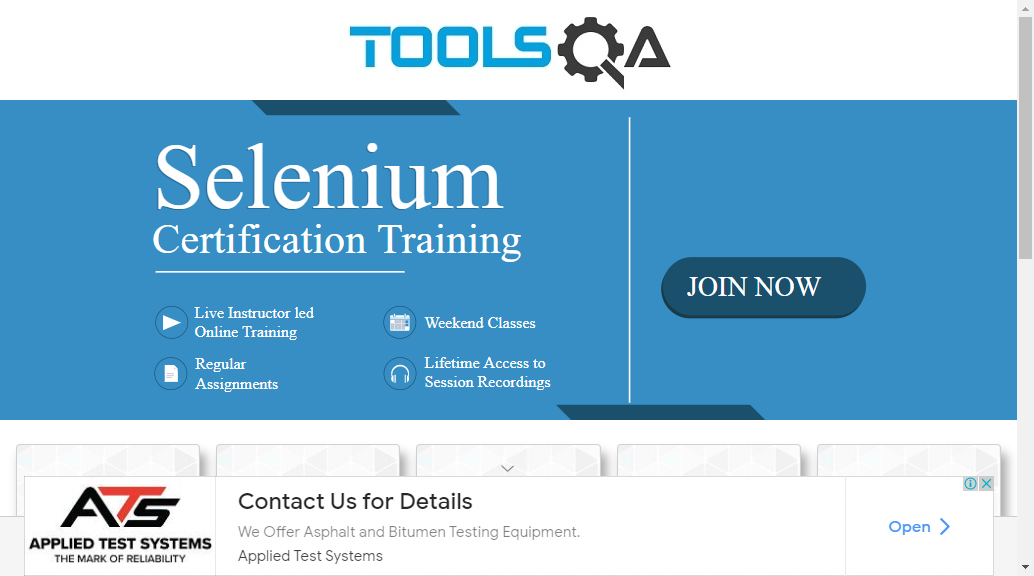 TOOLSQA
Selenium
Certification Training
Live Instructor led
Online Training
Weekend Classes
Regular
Assignments
Lifetime Access to
Session Recordings
JOIN NOW
ATS
APPLIED TEST SYSTEMS
THE MARK OF RELIABILITY
Contact Us for Details
We Offer Asphalt and Bitumen Testing Equipment.
Applied Test Systems
Open